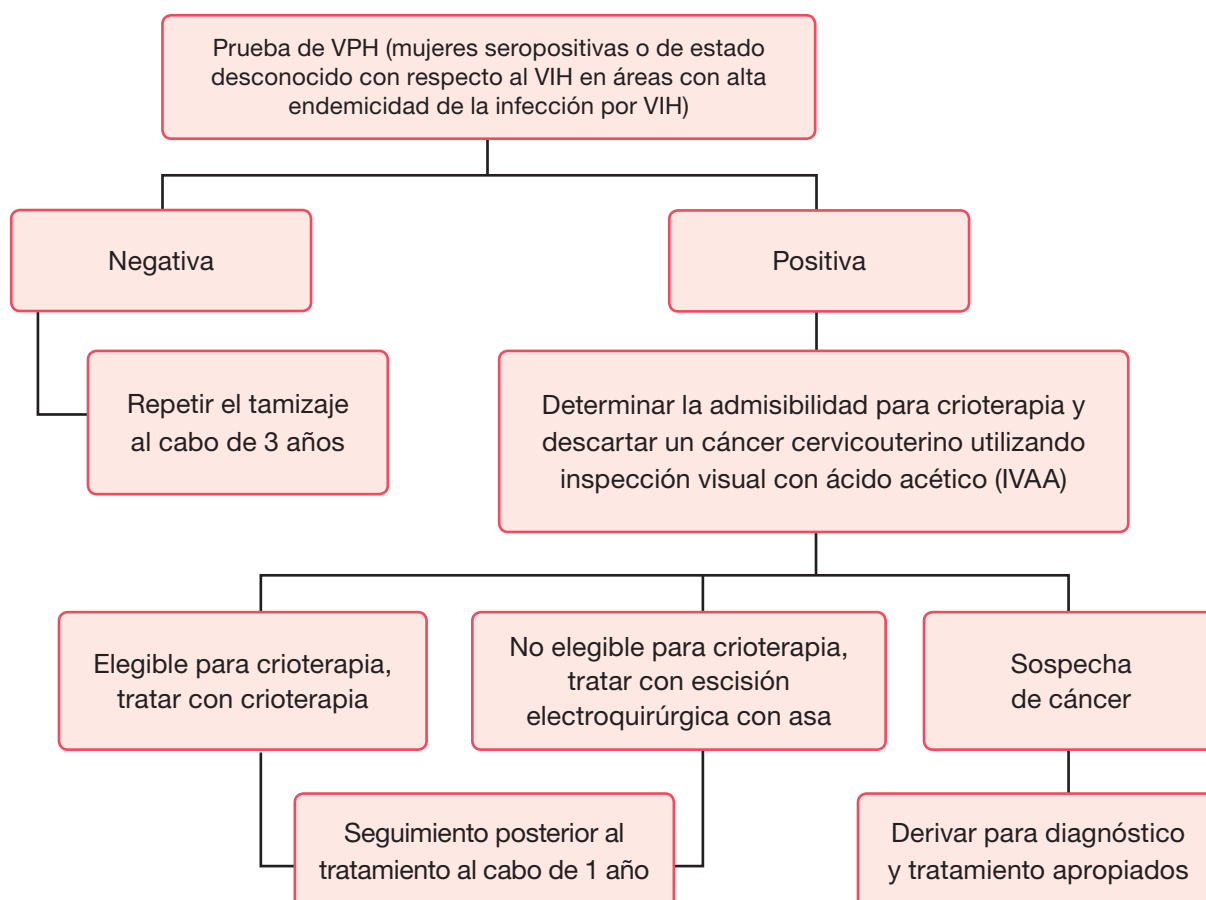 Prueba de VPH (mujeres seropositivas o de estado
desconocido con respecto al VIH en áreas con alta
endemicidad de la infección por VIH)
Negativa
Positiva
Repetir el tamizaje
al cabo de 3 años
Determinar la admisibilidad para crioterapia y
descartar un cáncer cervicouterino utilizando
inspección visual con ácido acético (IVAA)
Elegible para crioterapia,
tratar con crioterapia
No elegible para crioterapia,
tratar con escisión
electroquirúrgica con asa
Sospecha
de cáncer
Seguimiento posterior al
tratamiento al cabo de 1 año
Derivar para diagnóstico
y tratamiento apropiados